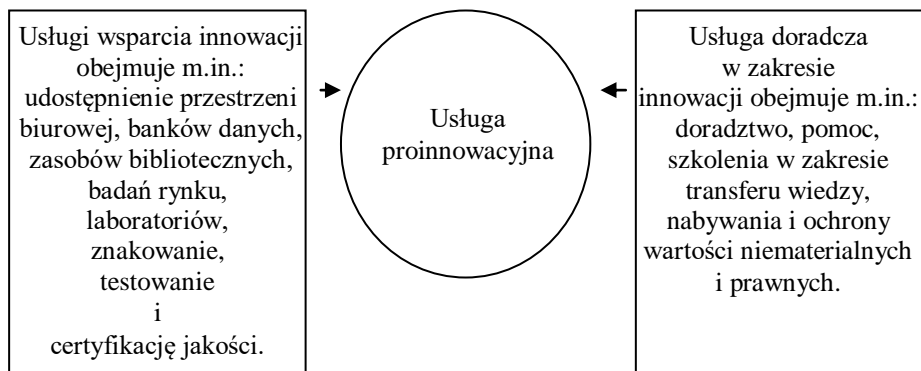 Usługi wsparcia innowacji
obejmuje m.in.:
udostępnienie przestrzeni
biurowej, banków danych,
zasobów bibliotecznych,
badań rynku,
laboratoriów,
znakowanie,
testowanie
i
certyfikację jakości.
Usługa
proinnowacyjna
Usługa doradcza
w zakresie
innowacji obejmuje m.in.:
doradztwo, pomoc,
szkolenia w zakresie
transferu wiedzy,
nabywania i ochrony
wartości niematerialnych
i prawnych.